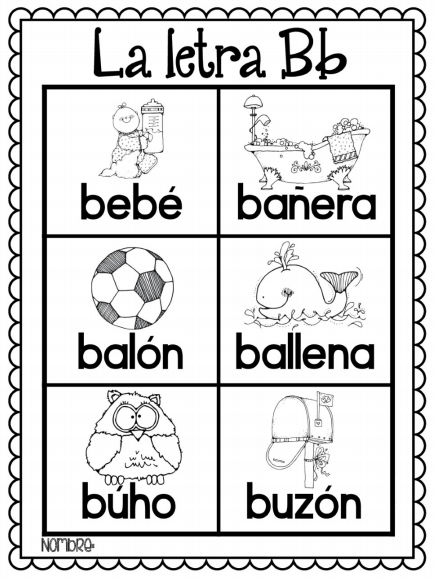 La letra Bb
bebé bañera
balón ballena
búho buzón
NOMBRE: